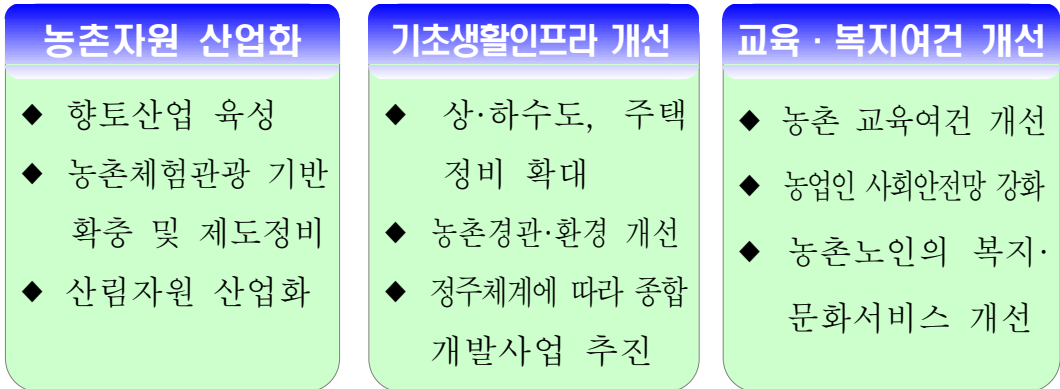 농촌자원 산업화
◆ 향토산업 육성
◆ 농촌체험관광 기반
확충 및 제도정비
◆ 산림자원 산업화
기초생활인프라 개선
◆ 상·하수도, 주택
정비 확대
◆ 농촌경관·환경 개선
◆ 정주체계에 따라 종합
개발사업 추진
교육·복지여건 개선
◆ 농촌 교육여건 개선
◆ 농업인 사회안전망 강화
◆ 농촌노인의 복지·
문화서비스 개선